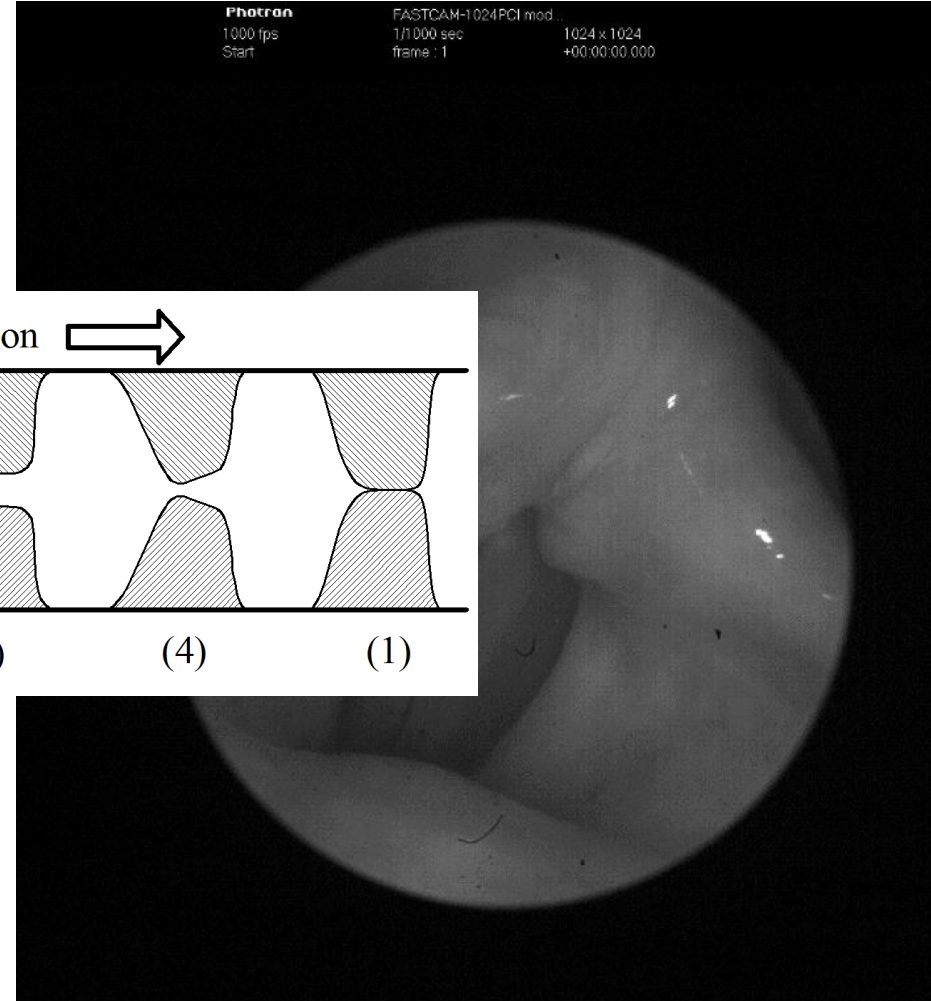 Photron
FASTCAM-1024PCI mod...
1000 fps
1/1000 sec
1024 x 1024
Start
frame : 1
+00:00:00.000
on
(4)
(1)